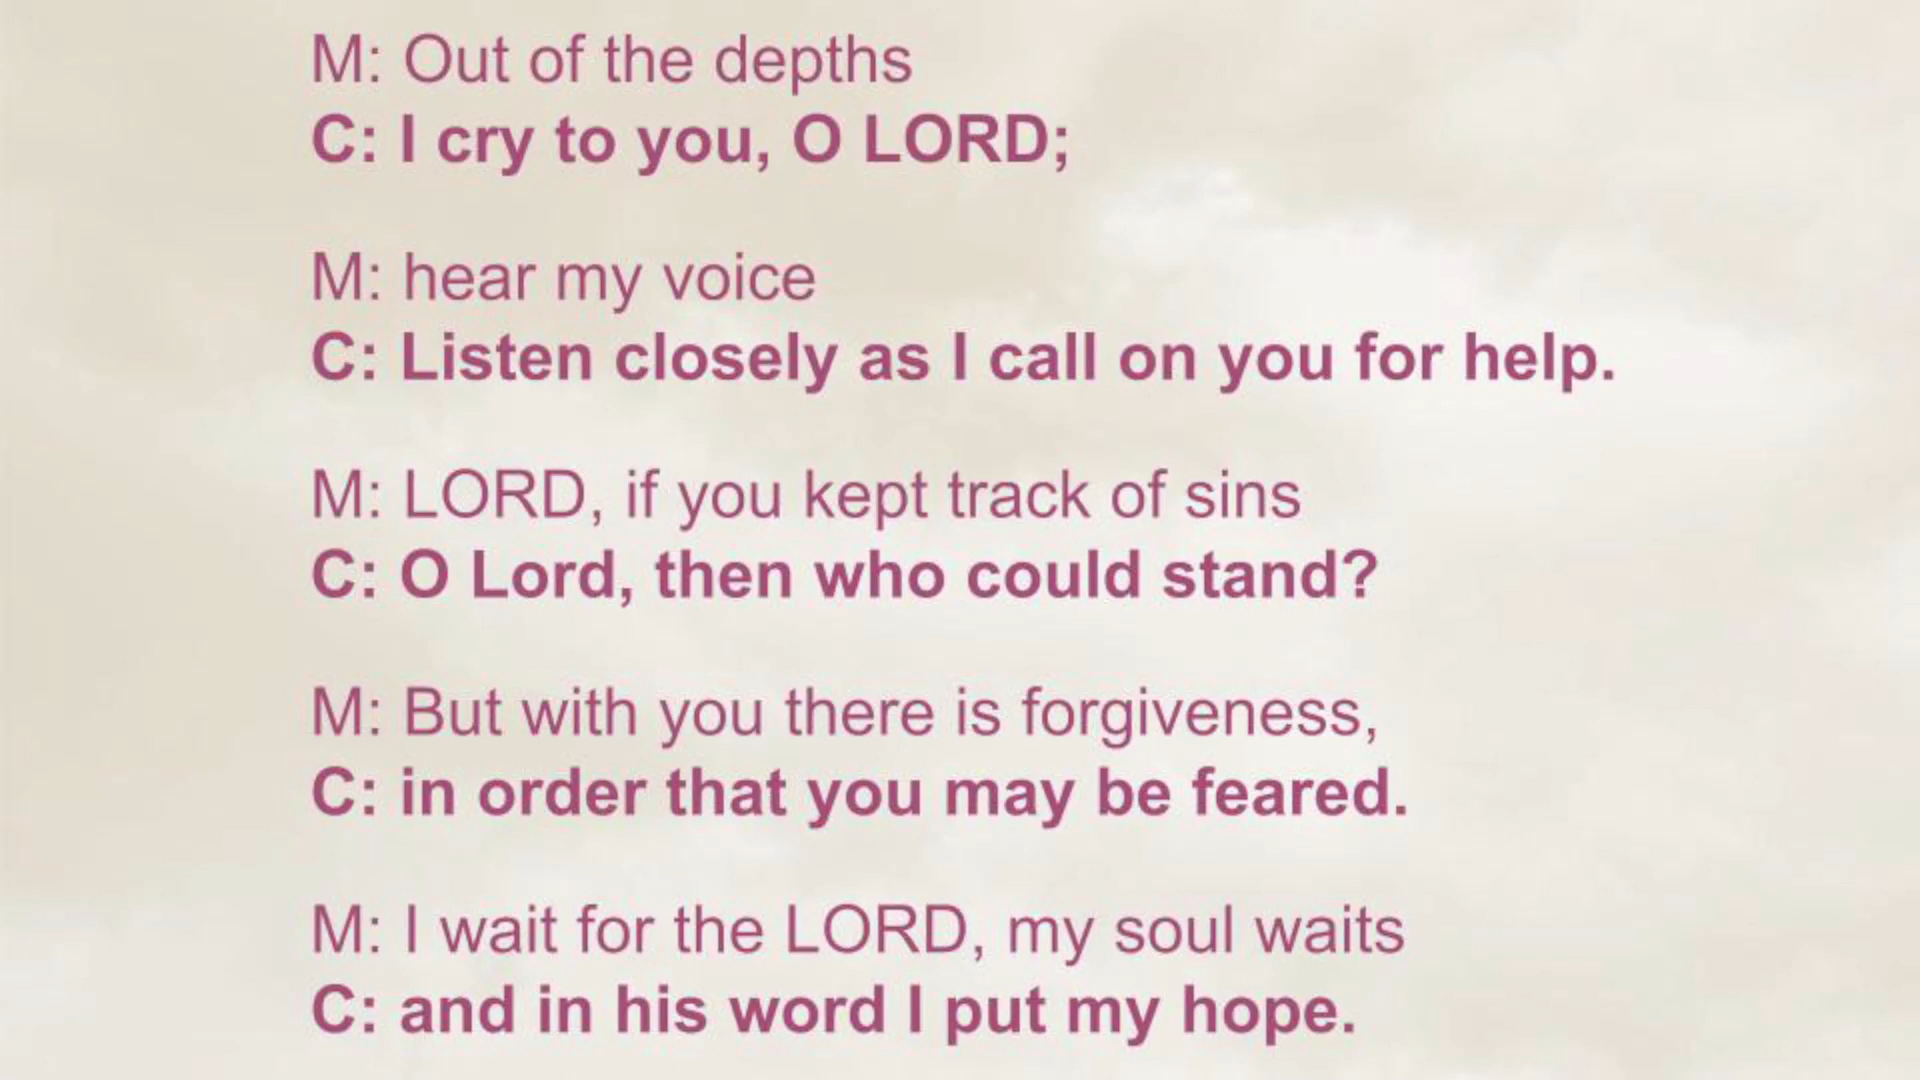 M: Out of the depths
C: I cry to you, O LORD;
M: hear my voice
C: Listen closely as I call on you for help.
M: LORD, if you kept track of sins
C: O Lord, then who could stand?
M: But with you there is forgiveness,
C: in order that you may be feared.
M: I wait for the LORD, my soul waits
C: and in his word I put my hope.